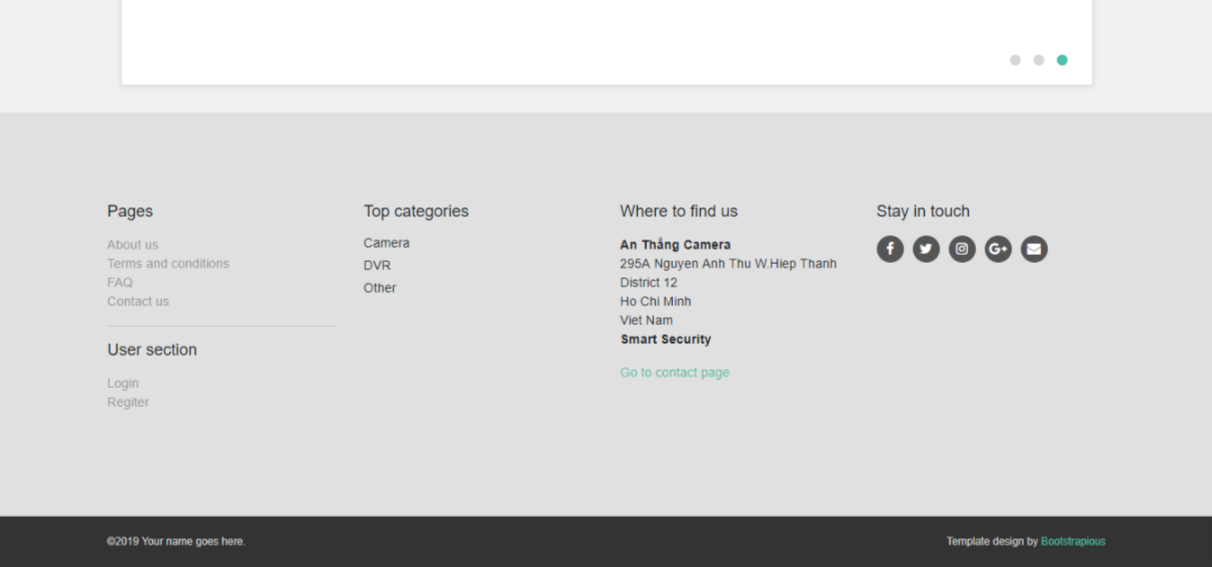 Pages
About us
Terms and conditions
FAQ
Contact us
User section
Login
Regiter
Top categories
Camera
DVR
Other
Where to find us
An Thắng Camera
295A Nguyen Anh Thu W.Hiep Thanh
District 12
Ho Chi Minh
Viet Nam
Smart Security
Go to contact page
Stay in touch
©2019 Your name goes here.
Template design by Bootstrapious